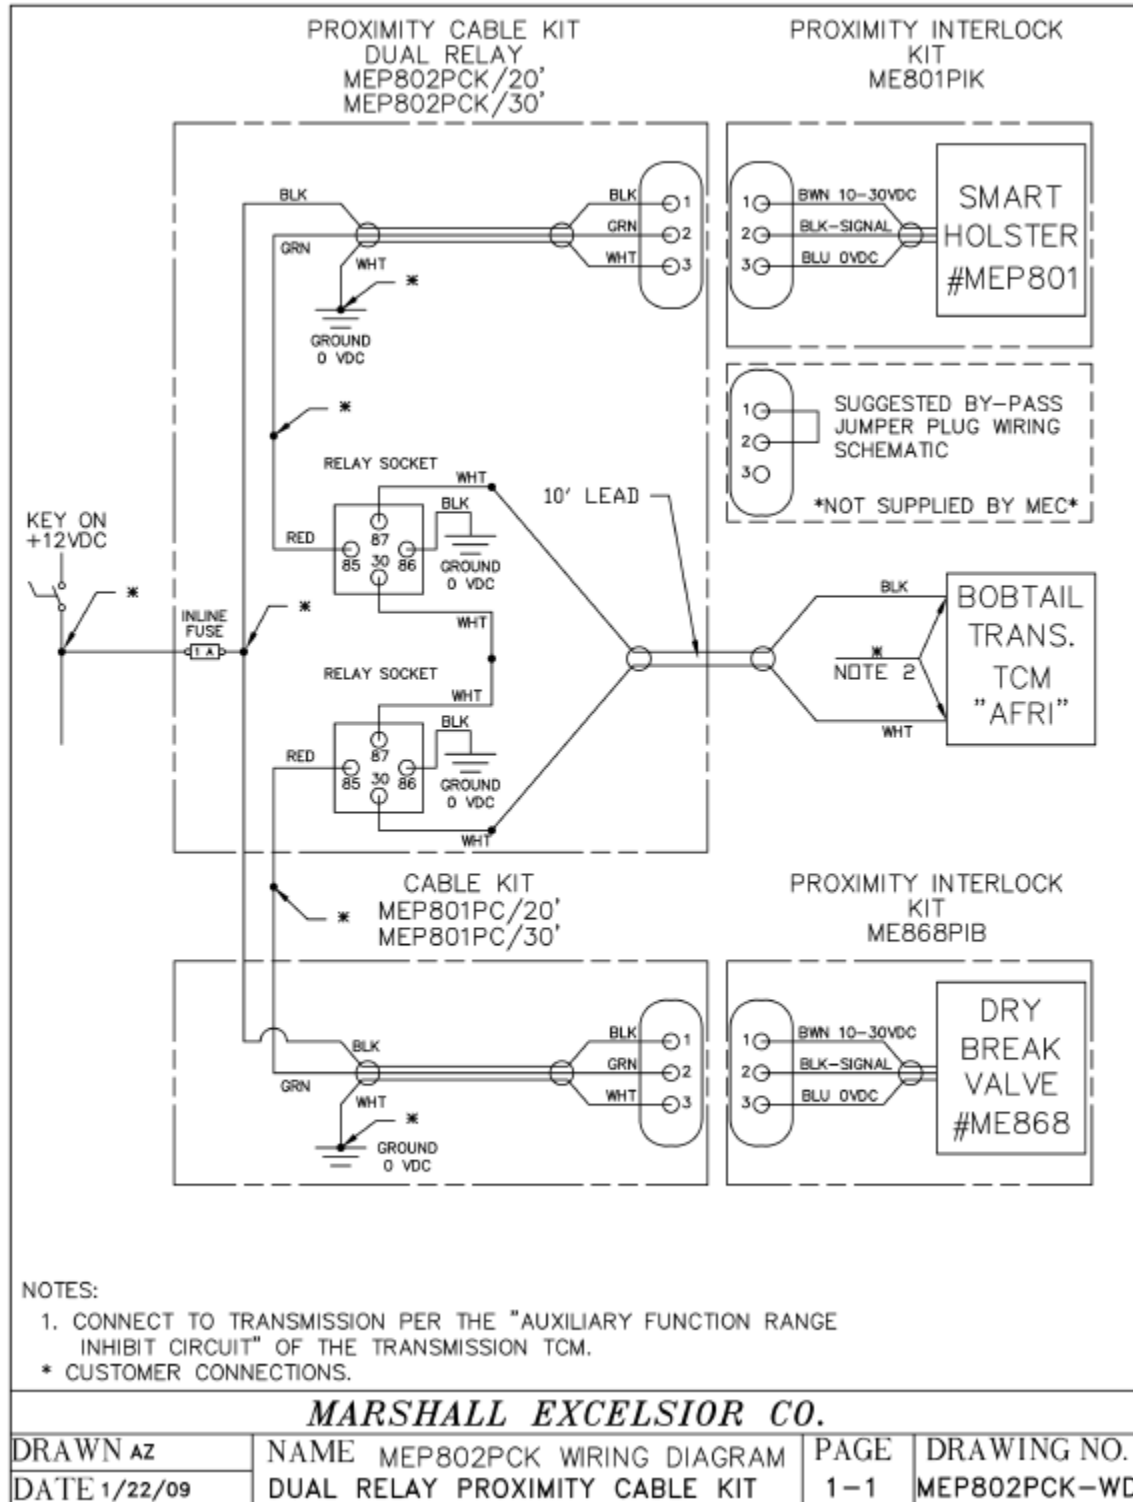 PROXIMITY CABLE KIT
DUAL RELAY
MEP802PCK/20'
MEP802PCK/30'
PROXIMITY INTERLOCK
KIT
ME801PIK
BLK
GRN
WHT
*
GROUND
0 VDC
BLK
GRN
WHT
1
2
3
1
2
3
BWN 10-30VDC
BLK-SIGNAL
BLU 0VDC
SMART
HOLSTER
#MEP801
1
2
3
SUGGESTED BY-PASS
JUMPER PLUG WIRING
SCHEMATIC
*NOT SUPPLIED BY MEC*
*
RELAY SOCKET
WHT
BLK
RED
87
85
30
86
GROUND
0 VDC
WHT
10' LEAD
KEY ON
+12VDC
*
INLINE
FUSE
1 A
*
RELAY SOCKET
WHT
BLK
RED
87
85
30
86
GROUND
0 VDC
WHT
BLK
*
NOTE 2
WHT
BOBTAIL
TRANS.
TCM
"AFRI"
*
CABLE KIT
MEP801PC/20'
MEP801PC/30'
PROXIMITY INTERLOCK
KIT
ME868PIB
BLK
GRN
WHT
*
GROUND
0 VDC
BLK
GRN
WHT
1
2
3
1
2
3
BWN 10-30VDC
BLK-SIGNAL
BLU 0VDC
DRY
BREAK
VALVE
#ME868
NOTES:
1. CONNECT TO TRANSMISSION PER THE "AUXILIARY FUNCTION RANGE
INHIBIT CIRCUIT" OF THE TRANSMISSION TCM.
* CUSTOMER CONNECTIONS.
MARSHALL EXCELSIOR CO.
DRAWN AZ
DATE 1/22/09
NAME MEP802PCK WIRING DIAGRAM
DUAL RELAY PROXIMITY CABLE KIT
PAGE
1-1
DRAWING NO.
MEP802PCK-WD